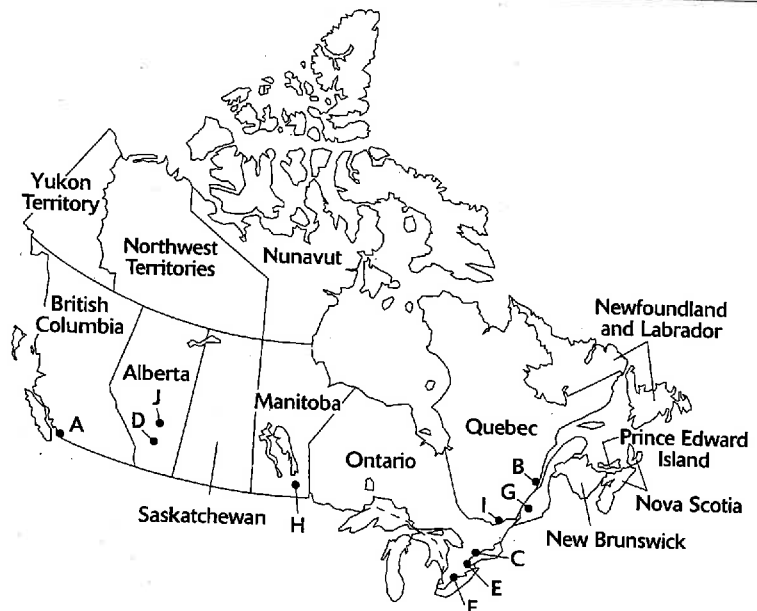 Yukon
Territory
Northwest
Territories
Nunavut
British
Columbia
Newfoundland
and Labrador
Alberta
J
D
A
Manitoba
Quebec
Ontario
Prince Edward
Island
B
G
I
Nova Scotia
Saskatchewan
H
New Brunswick
C
E
F